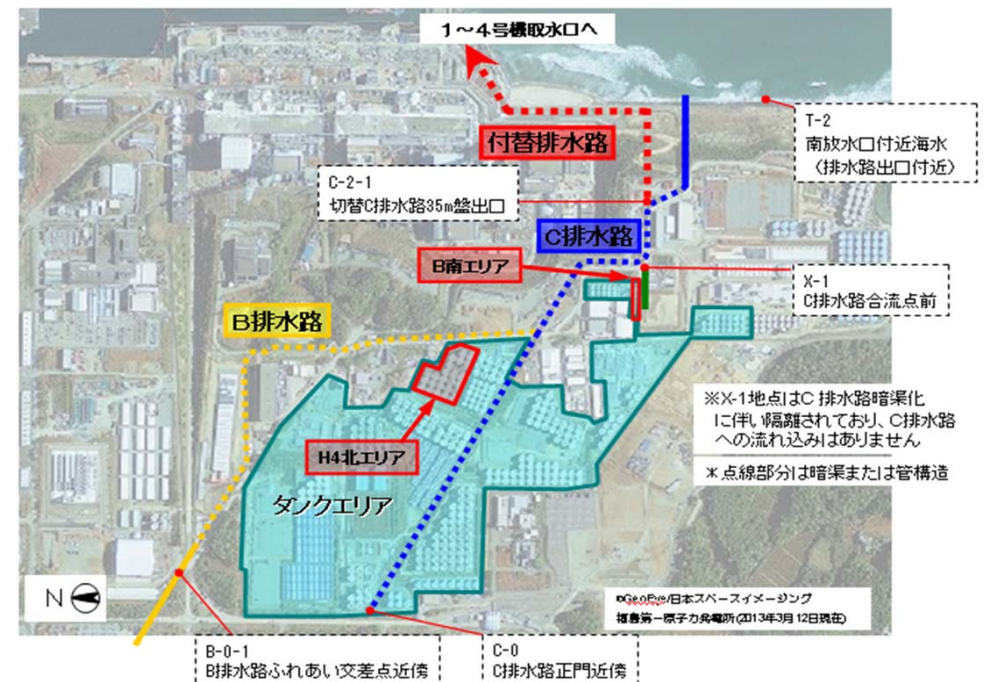 1～4号機取水口へ
T-2
南放水口付近海水
（排水路出口付近）
付替排水路
C-2-1
切替C排水路35m盤出口
C排水路
B南エリア
X-1
C排水路合流点前
B排水路
※X-1地点はC 排水路暗渠化
に伴い隔離されており、C排水路
への流れ込みはありません
＊点線部分は暗渠または管構造
H4北エリア
タンクエリア
N
©GeoEye/日本スペースイメージング
福島第一原子力発電所(2013年3月12日現在)
B-0-1
B排水路ふれあい交差点近傍
C-0
C排水路正門近傍